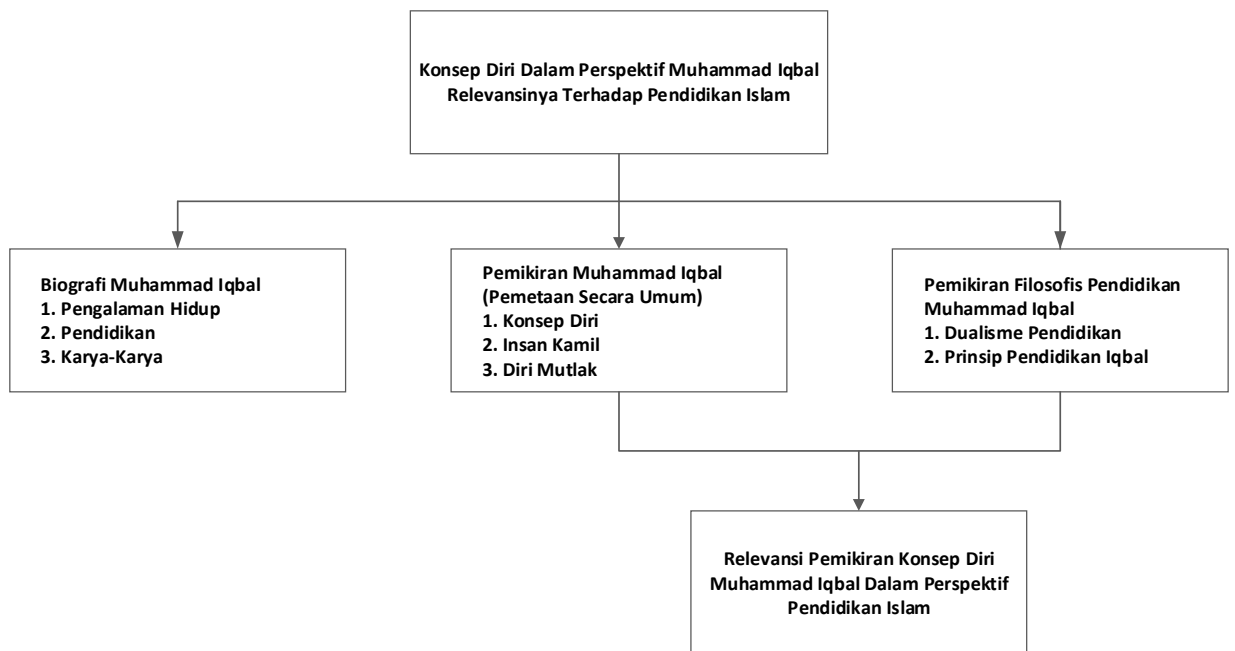 Konsep Diri Dalam Perspektif Muhammad Iqbal
Relevansinya Terhadap Pendidikan Islam
Biografi Muhammad Iqbal
1. Pengalaman Hidup
2. Pendidikan
3. Karya-Karya
Pemikiran Muhammad Iqbal
(Pemetaan Secara Umum)
1. Konsep Diri
2. Insan Kamil
3. Diri Mutlak
Pemikiran Filosofis Pendidikan
Muhammad Iqbal
1. Dualisme Pendidikan
2. Prinsip Pendidikan Iqbal
Relevansi Pemikiran Konsep Diri
Muhammad Iqbal Dalam Perspektif
Pendidikan Islam